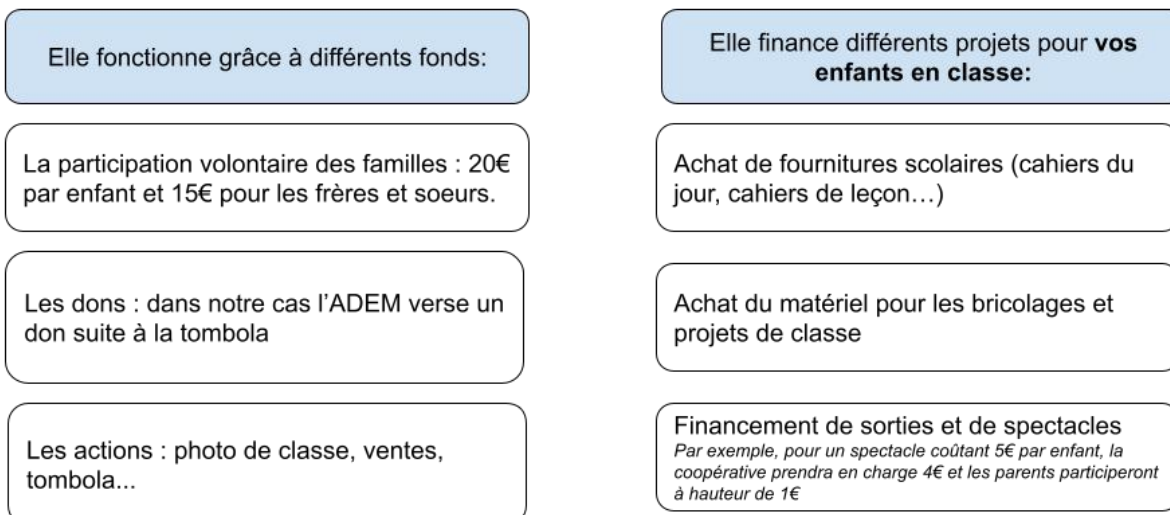 Elle fonctionne grâce à différents fonds:
La participation volontaire des familles : 20€
par enfant et 15€ pour les frères et soeurs.
Les dons : dans notre cas l’ADEM verse un
don suite à la tombola
Les actions : photo de classe, ventes,
tombola...
Elle finance différents projets pour vos
enfants en classe:
Achat de fournitures scolaires (cahiers du
jour, cahiers de leçon…)
Achat du matériel pour les bricolages et
projets de classe
Financement de sorties et de spectacles
Par exemple, pour un spectacle coûtant 5€ par enfant, la
coopérative prendra en charge 4€ et les parents participeront
à hauteur de 1€